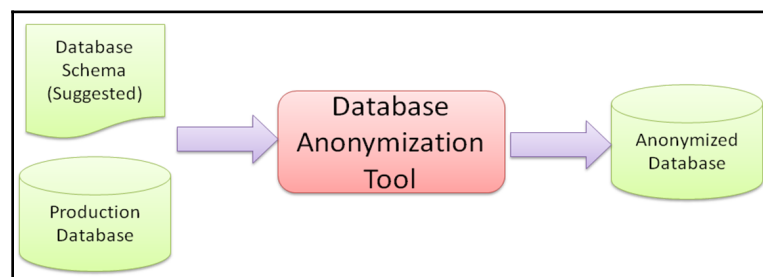 Database
Schema
(Suggested)
Production
Database
Database
Anonymization
Tool
Anonymized
Database